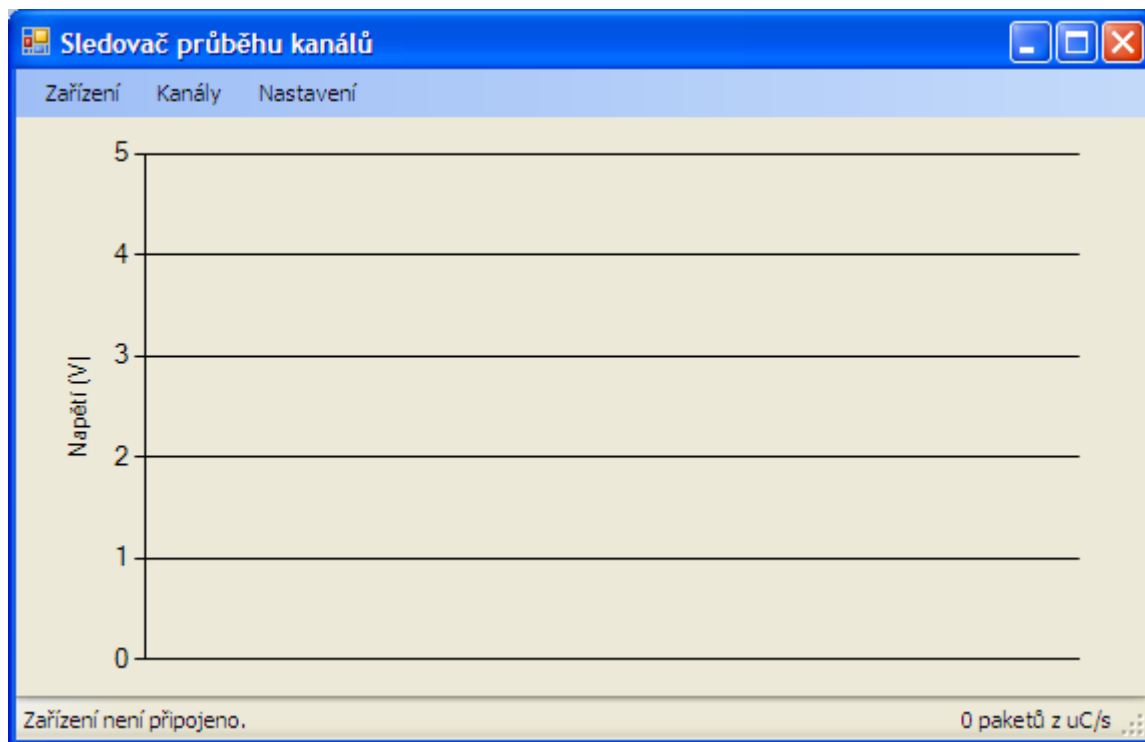 Sledovač průběhu kanálů
Zařízení Kanály Nastavení
5
4
3
Napětí (V|
2
1
0
Zařízení není připojeno. 0 paketů z uC/s